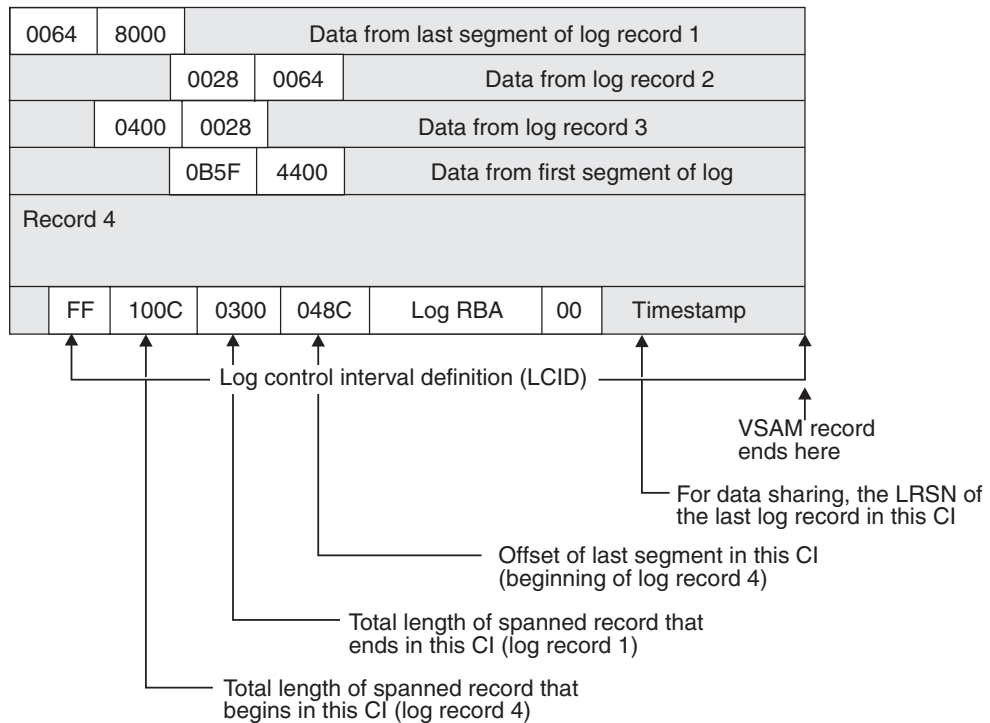 0064 8000 Data from last segment of log record 1
0028 0064 Data from log record 2
0400 0028 Data from log record 3
0B5F 4400 Data from first segment of log
Record 4
FF 100C 0300 048C Log RBA 00 Timestamp
Log control interval definition (LCID)
VSAM record
ends here
For data sharing, the LRSN of
the last log record in this CI
Offset of last segment in this CI
(beginning of log record 4)
Total length of spanned record that
ends in this CI (log record 1)
Total length of spanned record that
begins in this CI (log record 4)